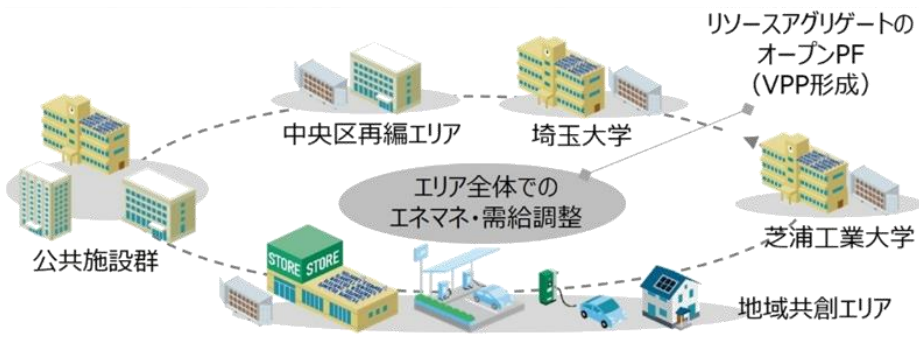 リソースアグリゲートの
オープンPF
（VPP形成）
中央区再編エリア
埼玉大学
エリア全体での
エネマネ・需給調整
公共施設群
芝浦工業大学
STORE STORE
地域共創エリア